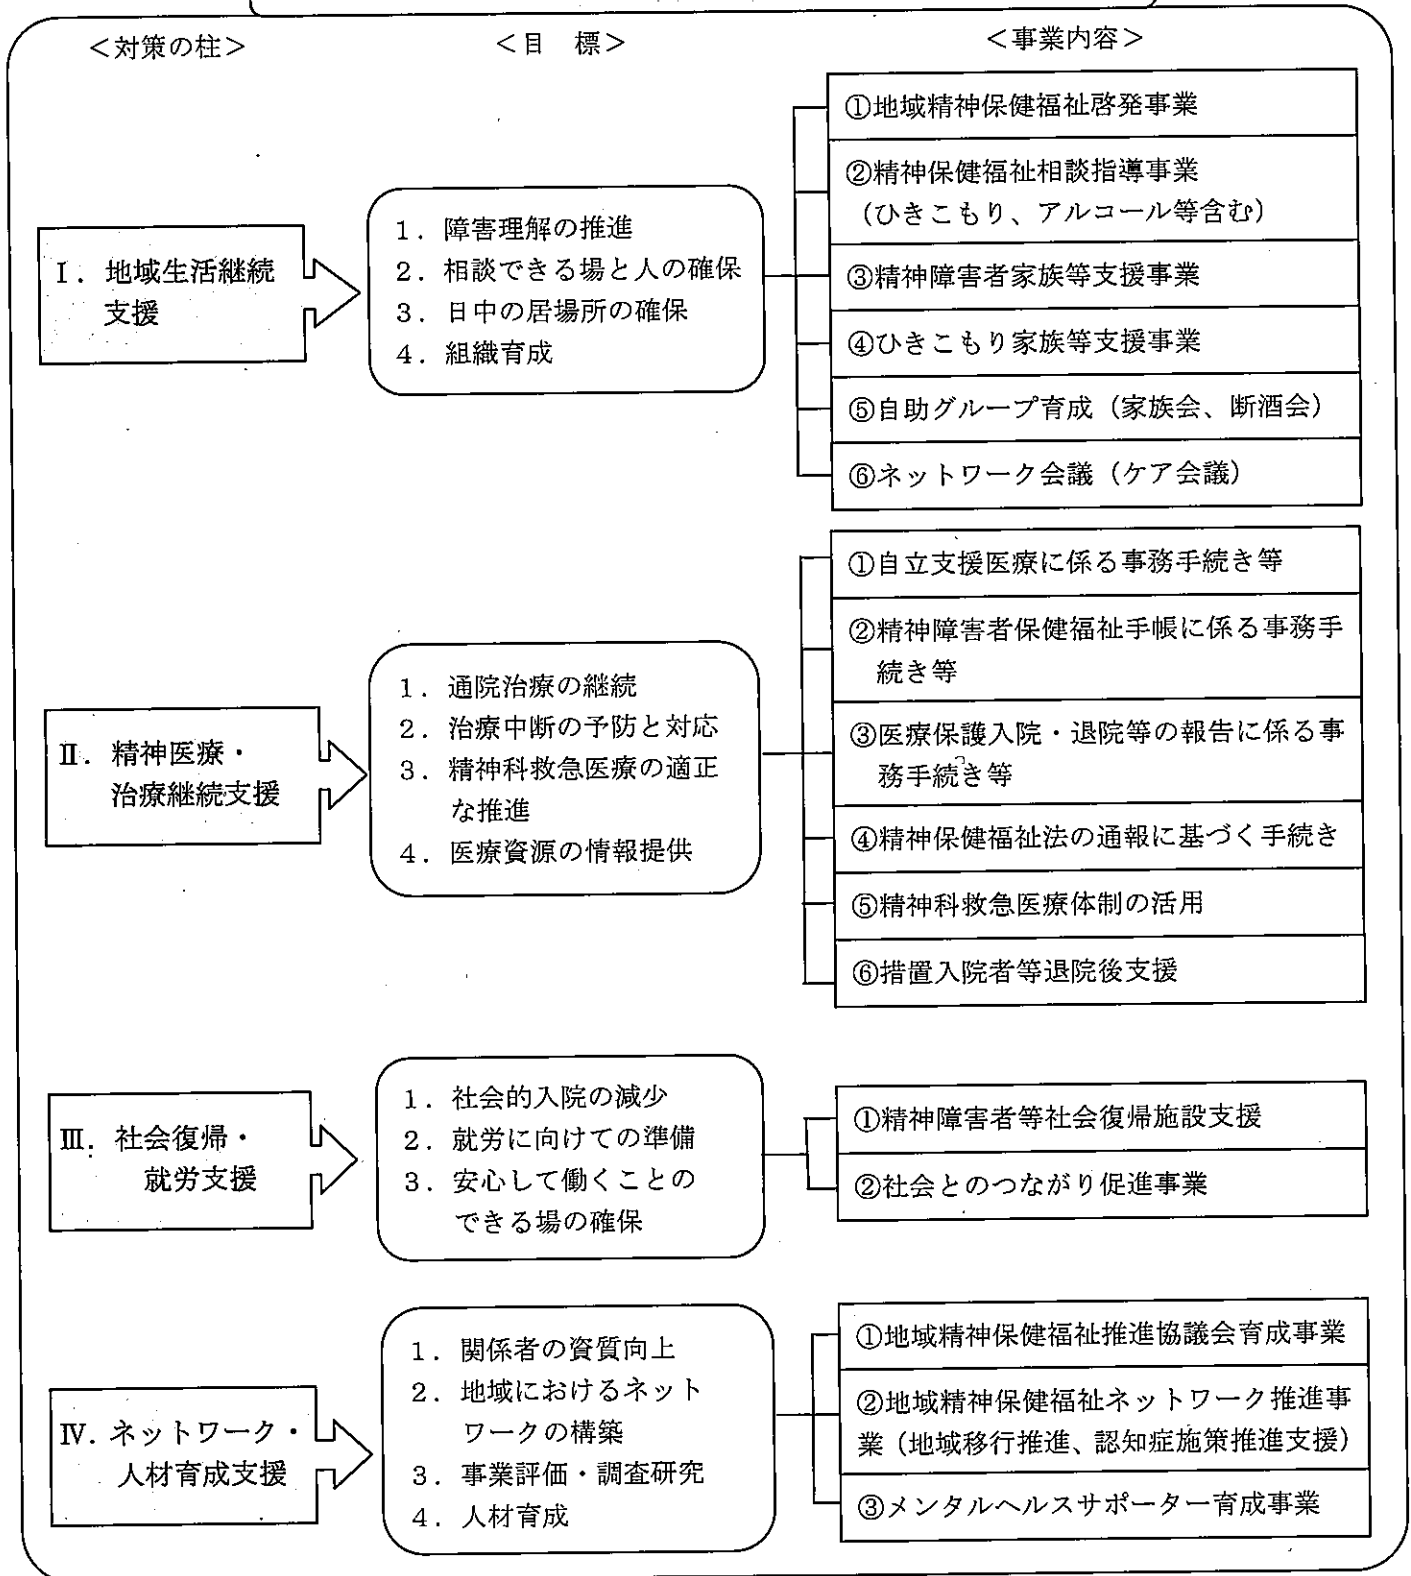 ＜対策の柱＞
＜目　標＞
＜事業内容＞
Ⅰ．地域生活継続
支援
1．障害理解の推進
2．相談できる場と人の確保
3．日中の居場所の確保
4．組織育成
①地域精神保健福祉啓発事業
②精神保健福祉相談指導事業
（ひきこもり、アルコール等含む）
③精神障害者家族等支援事業
④ひきこもり家族等支援事業
⑤自助グループ育成（家族会、断酒会）
⑥ネットワーク会議（ケア会議）
Ⅱ．精神医療・
治療継続支援
1．通院治療の継続
2．治療中断の予防と対応
3．精神科救急医療の適正
な推進
4．医療資源の情報提供
①自立支援医療に係る事務手続き等
②精神障害者保健福祉手帳に係る事務手
続き等
③医療保護入院・退院等の報告に係る事
務手続き等
④精神保健福祉法の通報に基づく手続き
⑤精神科救急医療体制の活用
⑥措置入院者等退院後支援
Ⅲ．社会復帰・
就労支援
1．社会的入院の減少
2．就労に向けての準備
3．安心して働くことの
できる場の確保
①精神障害者等社会復帰施設支援
②社会とのつながり促進事業
Ⅳ．ネットワーク・
人材育成支援
1．関係者の資質向上
2．地域におけるネット
ワークの構築
3．事業評価・調査研究
4．人材育成
①地域精神保健福祉推進協議会育成事業
②地域精神保健福祉ネットワーク推進事
業（地域移行推進、認知症施策推進支援）
③メンタルヘルスサポーター育成事業